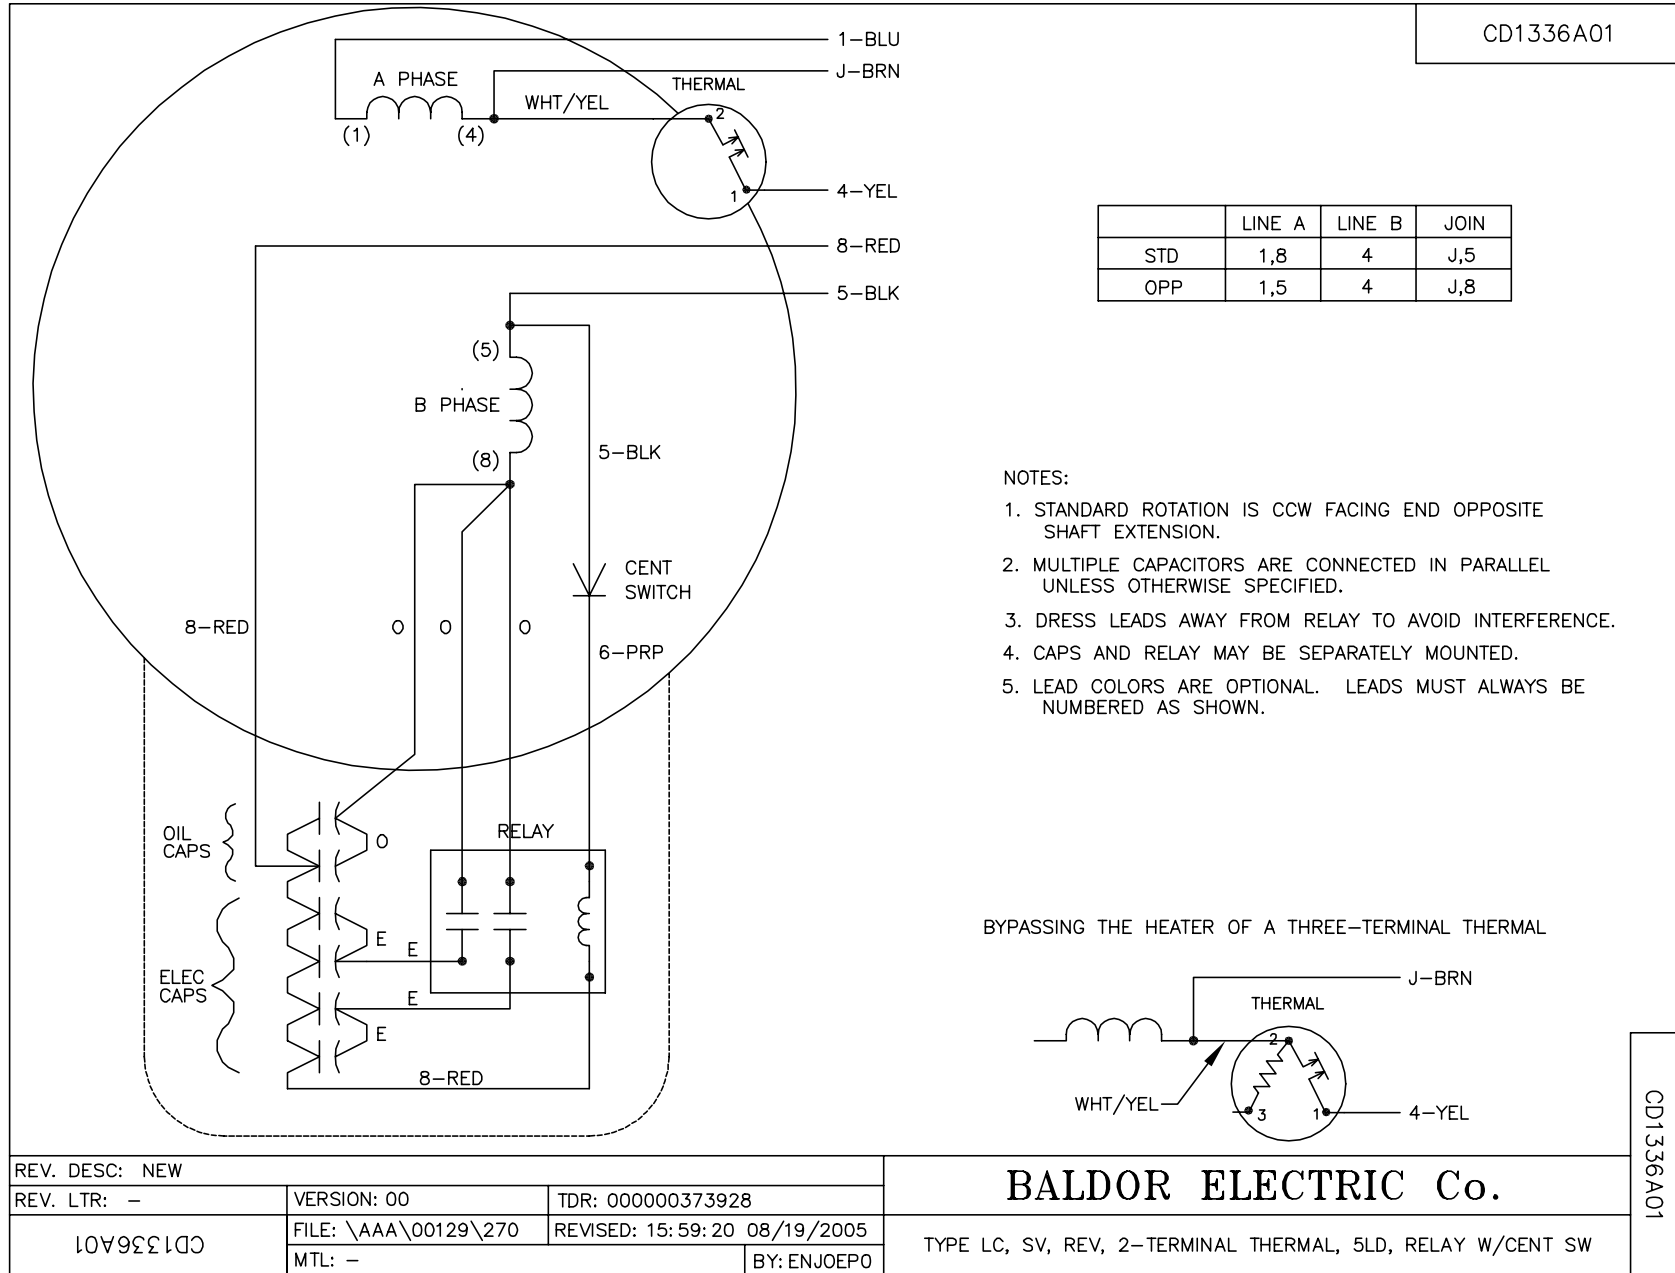 CD1336A01
1-BLU
J-BRN
A PHASE
THERMAL
WHT/YEL
(1)
(4)
2
1
4-YEL
8-RED
5-BLK
LINE A LINE B JOIN
STD 1,8 4 J,5
OPP 1,5 4 J,8
(5)
B PHASE
(8)
5-BLK
CENT
SWITCH
8-RED
O O O
6-PRP
NOTES:
1. STANDARD ROTATION IS CCW FACING END OPPOSITE
SHAFT EXTENSION.
2. MULTIPLE CAPACITORS ARE CONNECTED IN PARALLEL
UNLESS OTHERWISE SPECIFIED.
3. DRESS LEADS AWAY FROM RELAY TO AVOID INTERFERENCE.
4. CAPS AND RELAY MAY BE SEPARATELY MOUNTED.
5. LEAD COLORS ARE OPTIONAL. LEADS MUST ALWAYS BE
NUMBERED AS SHOWN.
OIL
CAPS
O
RELAY
E
E
ELEC
CAPS
E
E
8-RED
BYPASSING THE HEATER OF A THREE-TERMINAL THERMAL
J-BRN
THERMAL
2
WHT/YEL
3
1
4-YEL
CD1336A01
REV. DESC: NEW
REV. LTR: -
VERSION: 00
TDR: 000000373928
FILE: \AAA\00129\270
REVISED: 15:59:20 08/19/2005
MTL: -
BY: ENJOEP0
CD1336A01
BALDOR ELECTRIC Co.
TYPE LC, SV, REV, 2-TERMINAL THERMAL, 5LD, RELAY W/CENT SW